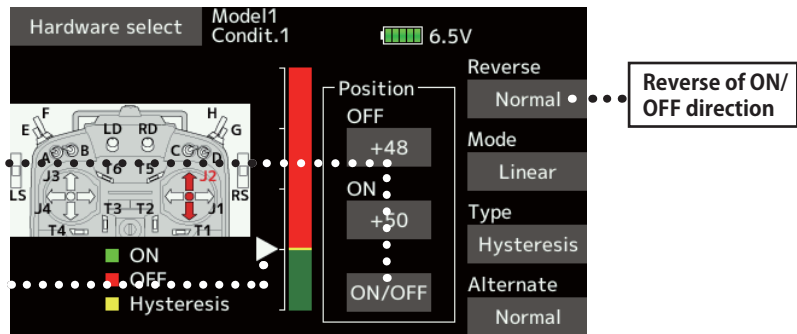 Hardware select
Model1
Condit.1
6.5V
F
E
LD
RD
H
G
A
B
C
D
J3
T6
T5
J2
LS
RS
J4
T3
T2
J1
T4
T1
ON
OFF
Hysteresis
Position
OFF
+48
ON
+50
ON/OFF
Reverse
Normal
Mode
Linear
Type
Hysteresis
Alternate
Normal
Reverse of ON/
OFF direction